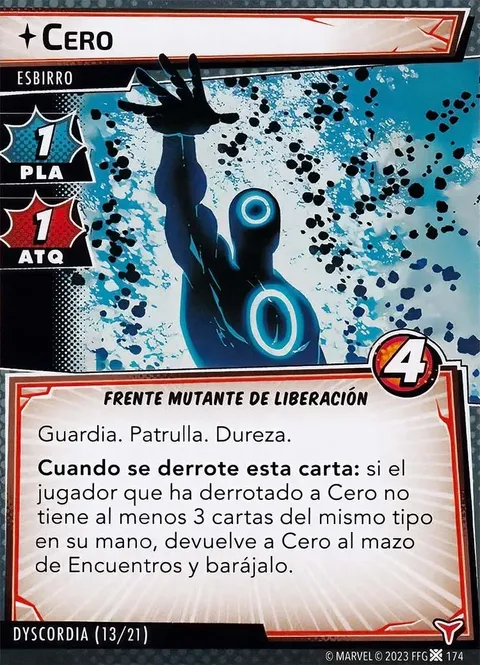 Cero
ESBIRRO
1
PLA
1
ATQ
4
FRENTE MUTANTE DE LIBERACIÓN
Guardia. Patrulla. Dureza.
Cuando se derrote esta carta: si el
jugador que ha derrotado a Cero no
tiene al menos 3 cartas del mismo tipo
en su mano, devuelve a Cero al mazo
de Encuentros y barájalo.
DYSCORDIA (13/21)
© MARVEL © 2023 FFG 174